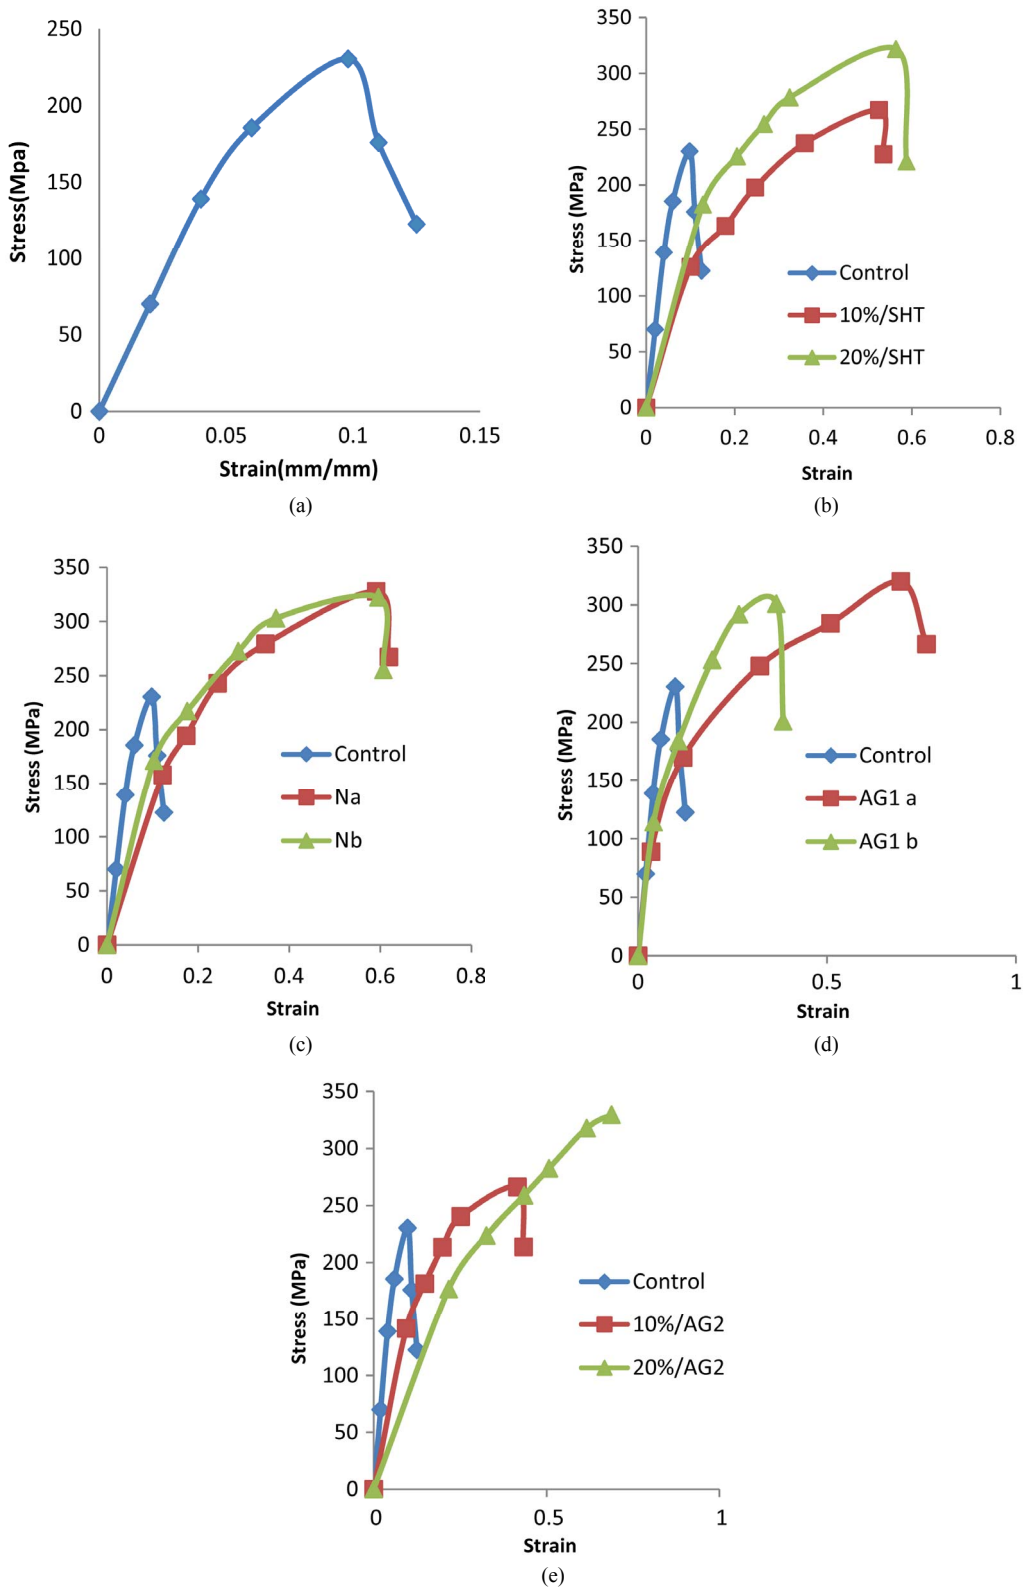 250
200
150
100
50
0
Stress(Mpa)
0 0.05 0.1 0.15
Strain(mm/mm)
(a)
350
300
250
200
150
100
50
0
Stress (MPa)
Control
10%/SHT
20%/SHT
0 0.2 0.4 0.6 0.8
Strain
(b)
350
300
250
200
150
100
50
0
Stress (MPa)
Control
Na
Nb
0 0.2 0.4 0.6 0.8
Strain
(c)
350
300
250
200
150
100
50
0
Stress (MPa)
Control
AG1 a
AG1 b
0 0.5 1
Strain
(d)
350
300
250
200
150
100
50
0
Stress (MPa)
Control
10%/AG2
20%/AG2
0 0.5 1
Strain
(e)